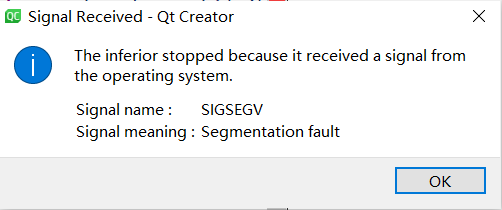 QC Signal Received - Qt Creator
The inferior stopped because it received a signal from
the operating system.
Signal name : SIGSEGV
Signal meaning : Segmentation fault
OK